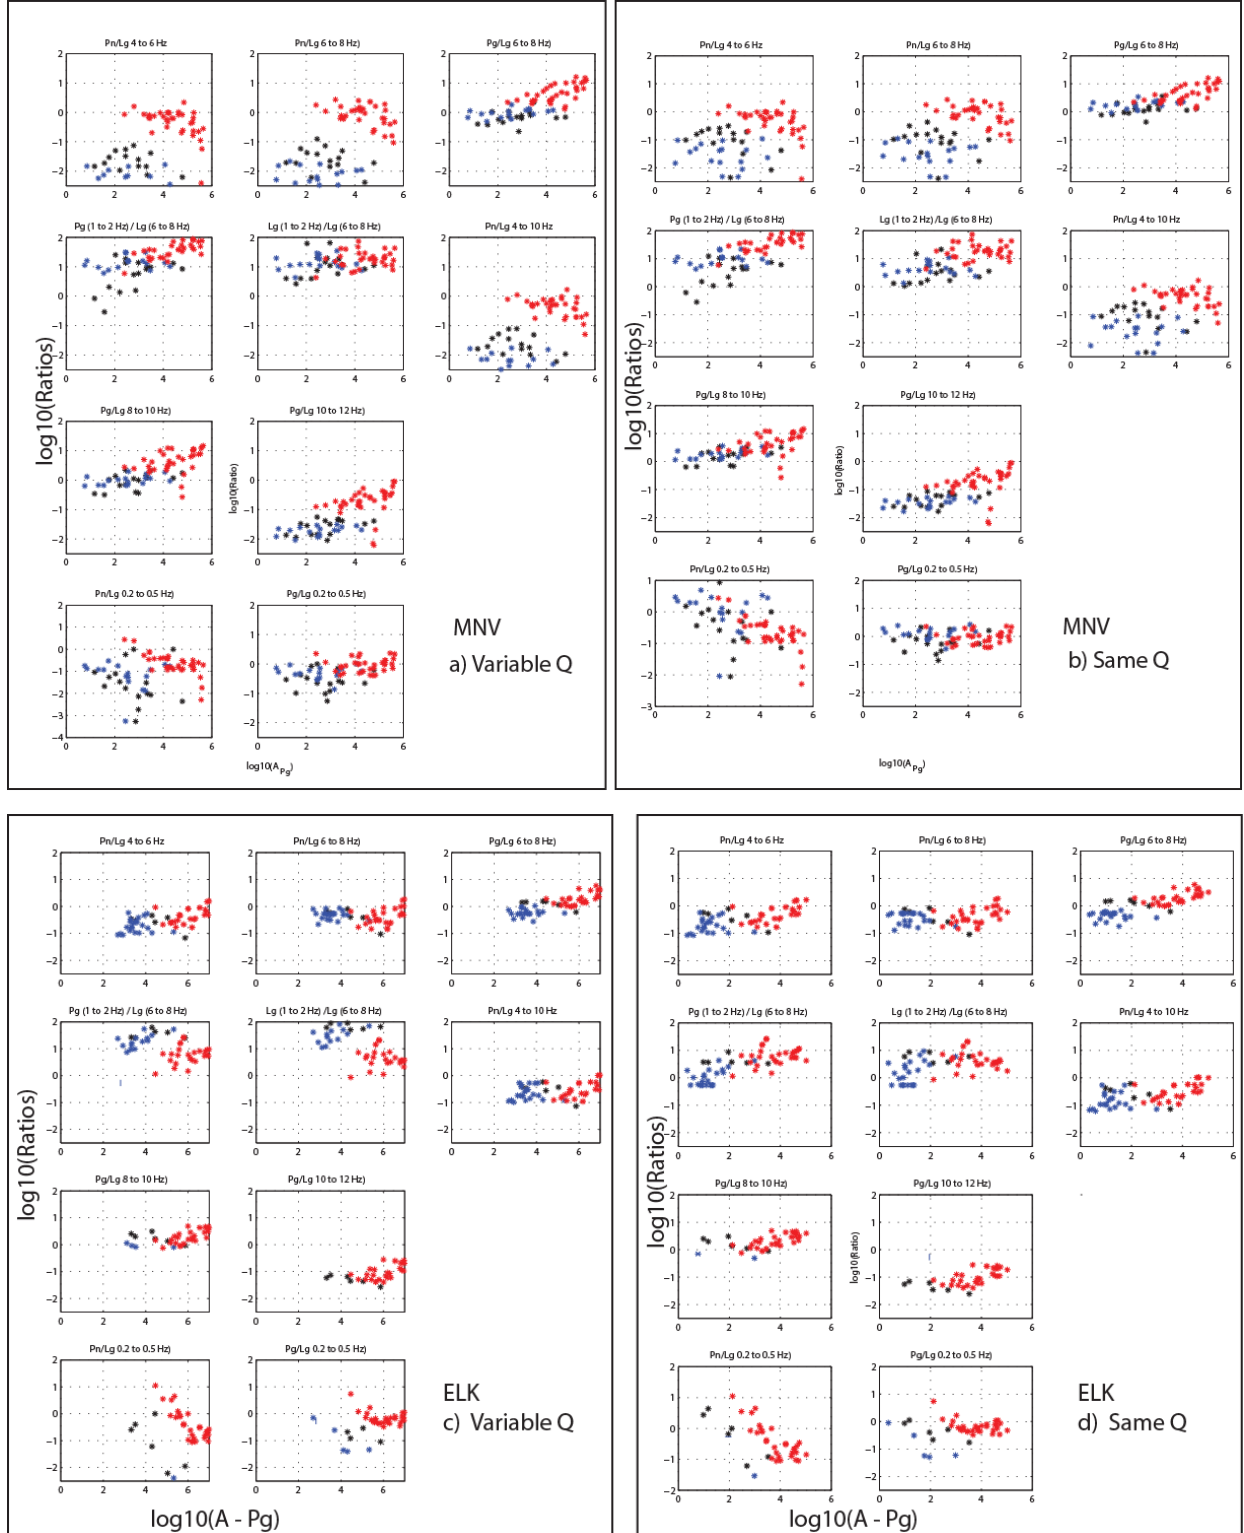 Pn/Lg 4 to 6 Hz
Pn/Lg 6 to 8 Hz)
Pg/Lg 6 to 8 Hz)
Pg (1 to 2 Hz) / Lg (6 to 8 Hz)
Lg (1 to 2 Hz) /Lg (6 to 8 Hz)
Pn/Lg 4 to 10 Hz
Pg/Lg 8 to 10 Hz)
Pg/Lg 10 to 12 Hz)
Pn/Lg 0.2 to 0.5 Hz)
Pg/Lg 0.2 to 0.5 Hz)
log10(Ratios)
log10(Ratio)
log10(A Pg)
MNV
a) Variable Q
Pn/Lg 4 to 6 Hz
Pn/Lg 6 to 8 Hz)
Pg/Lg 6 to 8 Hz)
Pg (1 to 2 Hz) / Lg (6 to 8 Hz)
Lg (1 to 2 Hz) /Lg (6 to 8 Hz)
Pn/Lg 4 to 10 Hz
Pg/Lg 8 to 10 Hz)
Pg/Lg 10 to 12 Hz)
Pn/Lg 0.2 to 0.5 Hz)
Pg/Lg 0.2 to 0.5 Hz)
log10(Ratios)
log10(Ratio)
log10(A Pg)
MNV
b) Same Q
Pn/Lg 4 to 6 Hz
Pn/Lg 6 to 8 Hz)
Pg/Lg 6 to 8 Hz)
Pg (1 to 2 Hz) / Lg (6 to 8 Hz)
Lg (1 to 2 Hz) /Lg (6 to 8 Hz)
Pn/Lg 4 to 10 Hz
Pg/Lg 8 to 10 Hz)
Pg/Lg 10 to 12 Hz)
Pn/Lg 0.2 to 0.5 Hz)
Pg/Lg 0.2 to 0.5 Hz)
log10(Ratios)
ELK
c) Variable Q
log10(A - Pg)
Pn/Lg 4 to 6 Hz
Pn/Lg 6 to 8 Hz)
Pg/Lg 6 to 8 Hz)
Pg (1 to 2 Hz) / Lg (6 to 8 Hz)
Lg (1 to 2 Hz) /Lg (6 to 8 Hz)
Pn/Lg 4 to 10 Hz
Pg/Lg 8 to 10 Hz)
Pg/Lg 10 to 12 Hz)
Pn/Lg 0.2 to 0.5 Hz)
Pg/Lg 0.2 to 0.5 Hz)
log10(Ratios)
log10(Ratio)
ELK
d) Same Q
log10(A - Pg)